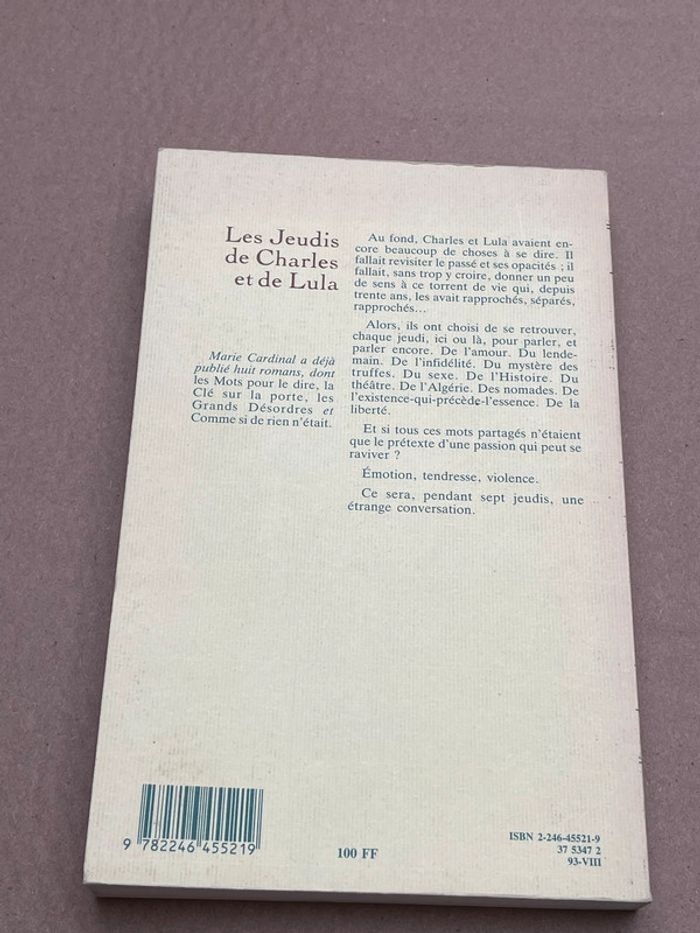 Les Jeudis
de Charles
et de Lula
Marie Cardinal a déjà
publié huit romans, dont
les Mots pour le dire, la
Clé sur la porte, les
Grands Désordres et
Comme si de rien n'était.
Au fond, Charles et Lula avaient en-
core beaucoup de choses à se dire. Il
fallait revisiter le passé et ses opacités ; il
fallait, sans trop y croire, donner un peu
de sens à ce torrent de vie qui, depuis
trente ans, les avait rapprochés, séparés,
rapprochés...
Alors, ils ont choisi de se retrouver,
chaque jeudi, ici ou là, pour parler, et
parler encore. De l'amour. Du lende-
main. De l'infidélité. Du mystère des
truffes. Du sexe. De l'Histoire. Du
théâtre. De l'Algérie. Des nomades. De
l'existence-qui-précède-l'essence. De la
liberté.
Et si tous ces mots partagés n'étaient
que le prétexte d'une passion qui peut se
raviver ?
Émotion, tendresse, violence.
Ce sera, pendant sept jeudis, une
étrange conversation.
9 782246 455219
100 FF
ISBN 2-246-45521-9
37 5347 2
93-VIII